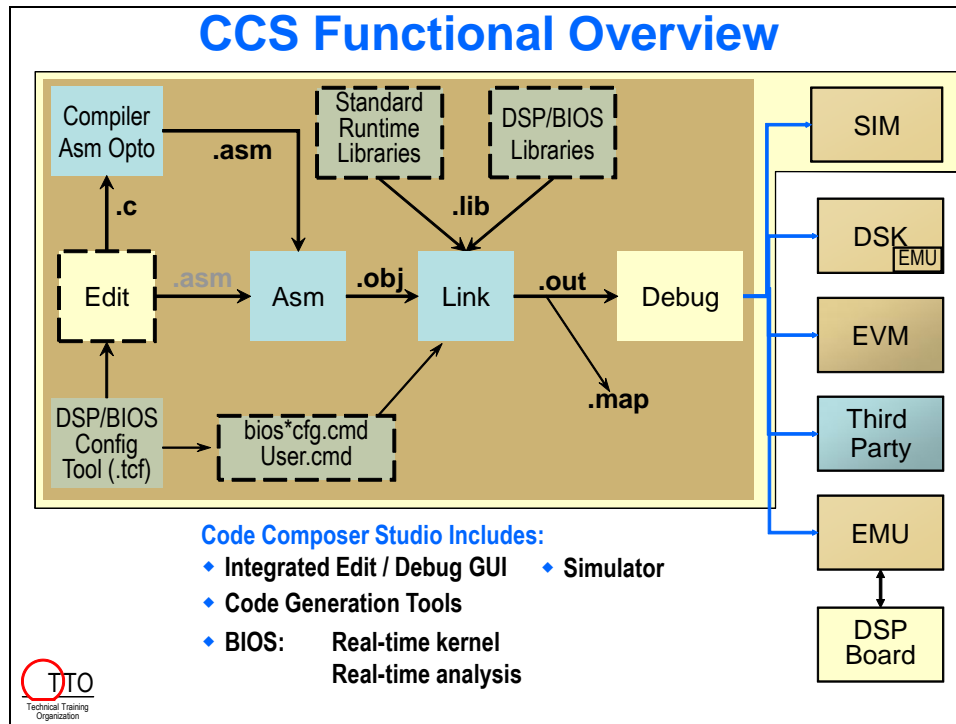 CCS Functional Overview
Compiler
Asm Opto
.asm
Standard
Runtime
Libraries
DSP/BIOS
Libraries
SIM
.c
.lib
DSK
EMU
Edit
.asm
Asm
.obj
Link
.out
Debug
EVM
.map
DSP/BIOS
Config
Tool (.tcf)
bios*cfg.cmd
User.cmd
Third
Party
EMU
DSP
Board
Code Composer Studio Includes:
◆ Integrated Edit / Debug GUI ◆ Simulator
◆ Code Generation Tools
◆ BIOS: Real-time kernel
Real-time analysis
TTO
Technical Training
Organization